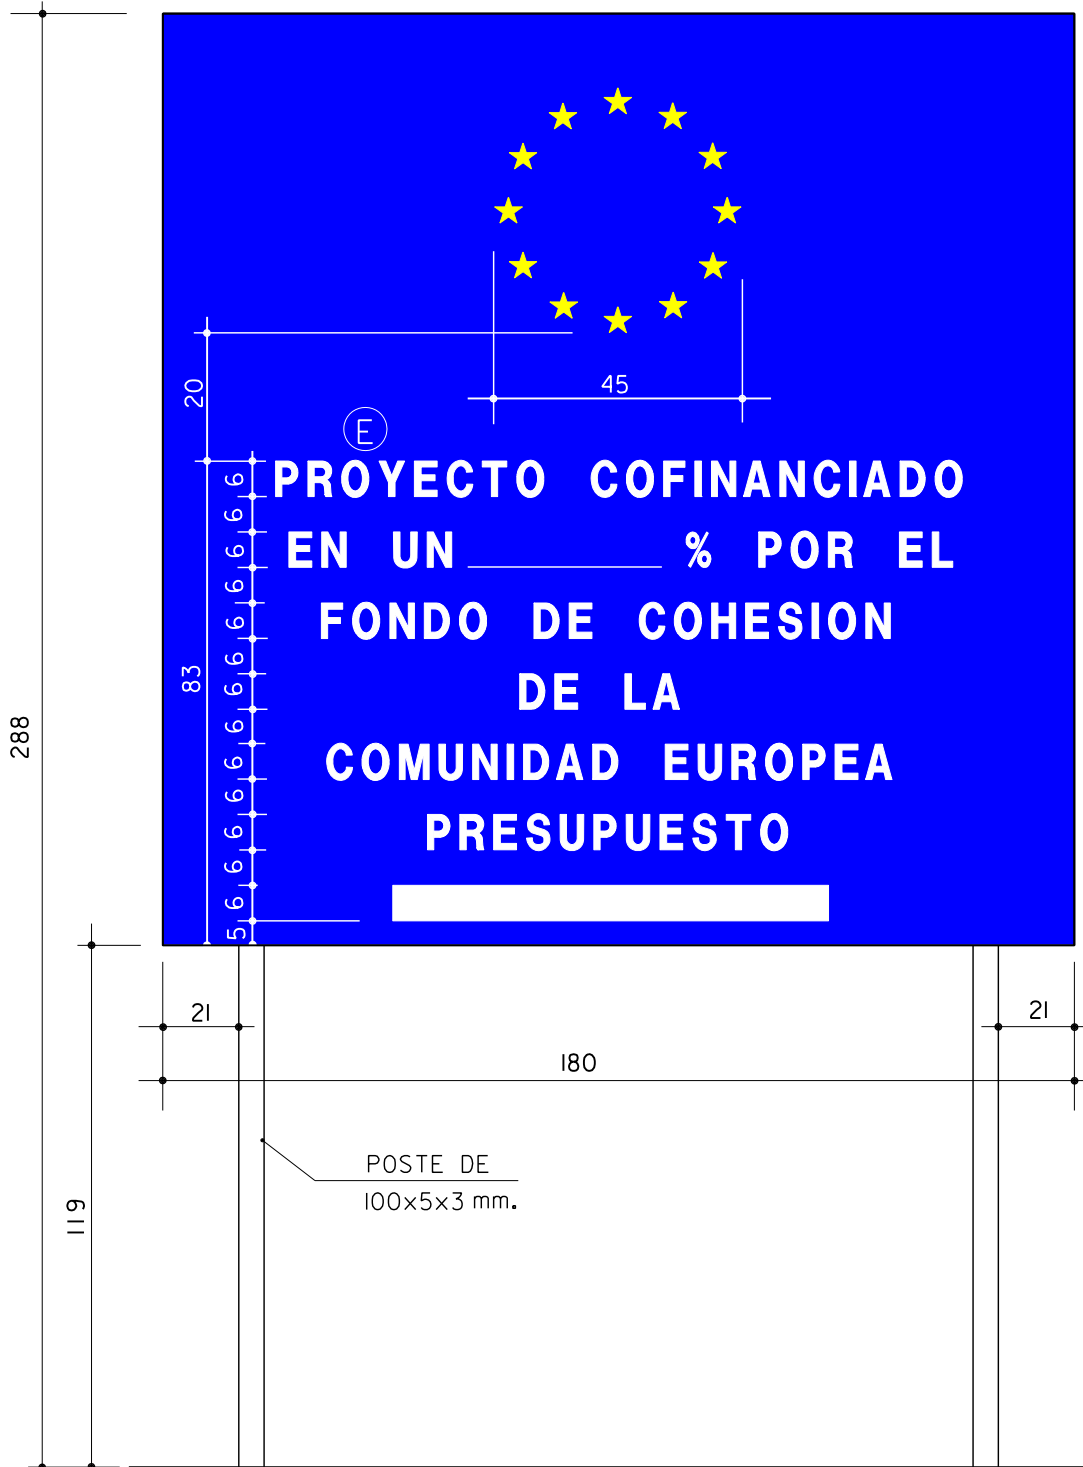 45
20
E
PROYECTO COFINANCIADO
EN UN ________ % POR EL
FONDO DE COHESION
DE LA
COMUNIDAD EUROPEA
PRESUPUESTO
6
6
6
6
6
6
6
6
6
6
6
6
6
5
83
288
21
21
180
POSTE DE
100x5x3 mm.
119